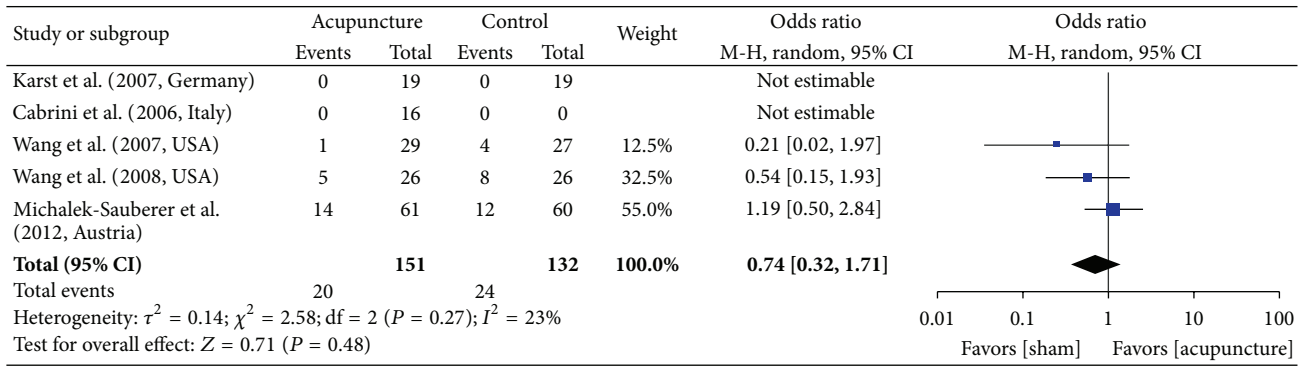 Study or subgroup Acupuncture Control Weight Odds ratio Odds ratio
Events Total Events Total M-H, random, 95% CI M-H, random, 95% CI
Karst et al. (2007, Germany) 0 19 0 19 Not estimable
Cabrini et al. (2006, Italy) 0 16 0 0 Not estimable
Wang et al. (2007, USA) 1 29 4 27 12.5% 0.21 [0.02, 1.97]
Wang et al. (2008, USA) 5 26 8 26 32.5% 0.54 [0.15, 1.93]
Michalek-Sauberer et al. 14 61 12 60 55.0% 1.19 [0.50, 2.84]
(2012, Austria)
Total (95% CI) 151 132 100.0% 0.74 [0.32, 1.71]
Total events 20 24
Heterogeneity: τ² = 0.14; χ² = 2.58; df = 2 (P = 0.27); I² = 23%
Test for overall effect: Z = 0.71 (P = 0.48)
0.01 0.1 1 10 100
Favors [sham] Favors [acupuncture]